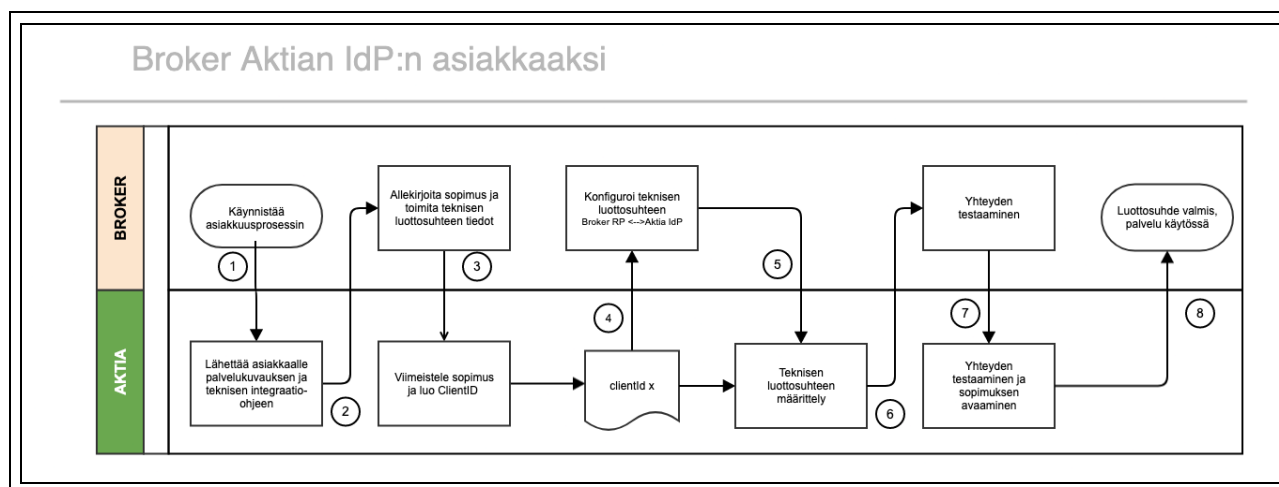 Broker Aktian IdP:n asiakkaaksi
BROKER
Käynnistää
asiakkuusprosessin
1
Allekirjoita sopimus ja
toimita teknisen
luottosuhteen tiedot
3
Konfiguroi teknisen
luottosuhteen
Broker RP <-->Aktia IdP
5
Yhteyden
testaaminen
Luottosuhde valmis,
palvelu käytössä
AKTIA
Lähettää asiakkaalle
palvelukuvauksen ja
teknisen integraatio-
ohjeen
2
Viimeistele sopimus
ja luo ClientID
4
clientId x
Teknisen
luottosuhteen
määrittely
6
7
Yhteyden
testaaminen ja
sopimuksen
avaaminen
8